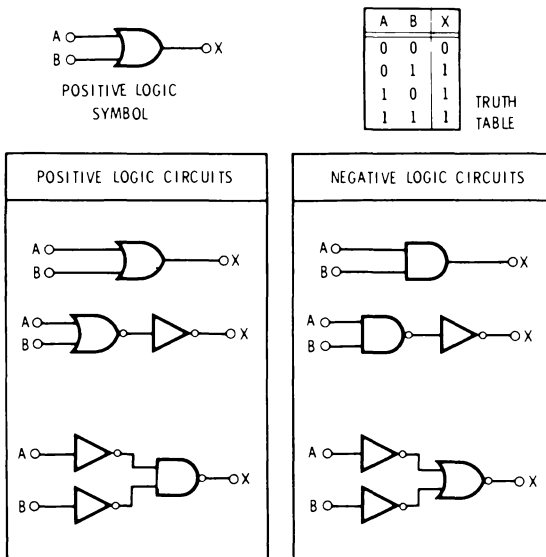 A
B
X
POSITIVE LOGIC
SYMBOL
A B X
0 0 0
0 1 1
1 0 1
1 1 1
TRUTH
TABLE
POSITIVE LOGIC CIRCUITS
A
B
X
A
B
X
A
B
X
NEGATIVE LOGIC CIRCUITS
A
B
X
A
B
X
A
B
X